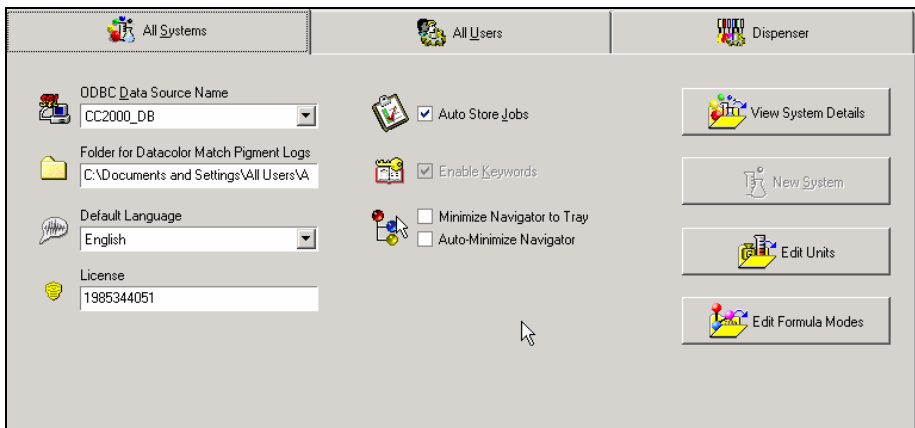 All Systems
All Users
Dispenser
ODBC Data Source Name
CC2000_DB
Folder for Datacolor Match Pigment Logs
C:\Documents and Settings\All Users\A
Default Language
English
License
1985344051
Auto Store Jobs
Enable Keywords
Minimize Navigator to Tray
Auto-Minimize Navigator
View System Details
New System
Edit Units
Edit Formula Modes